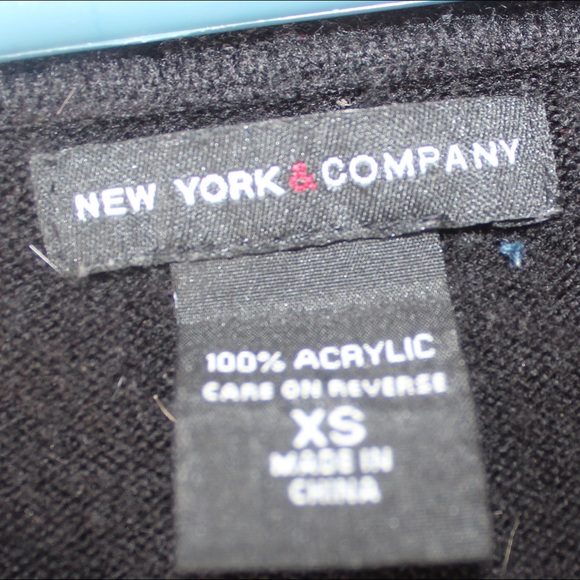 NEW YORK & COMPANY
100% ACRYLIC
CARE ON REVERSE
XS
MADE IN
CHINA